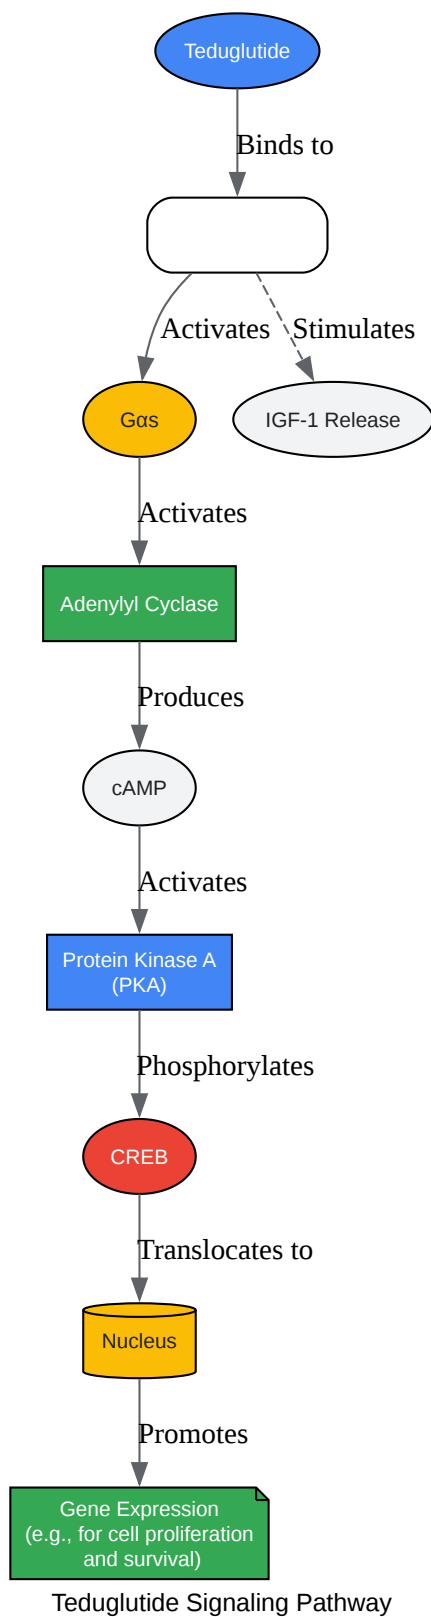 Teduglutide
Binds to
Activates
Stimulates
Gαs
IGF-1 Release
Activates
Adenylyl Cyclase
Produces
cAMP
Activates
Protein Kinase A
(PKA)
Phosphorylates
CREB
Translocates to
Nucleus
Promotes
Gene Expression
(e.g., for cell proliferation
and survival)
Teduglutide Signaling Pathway